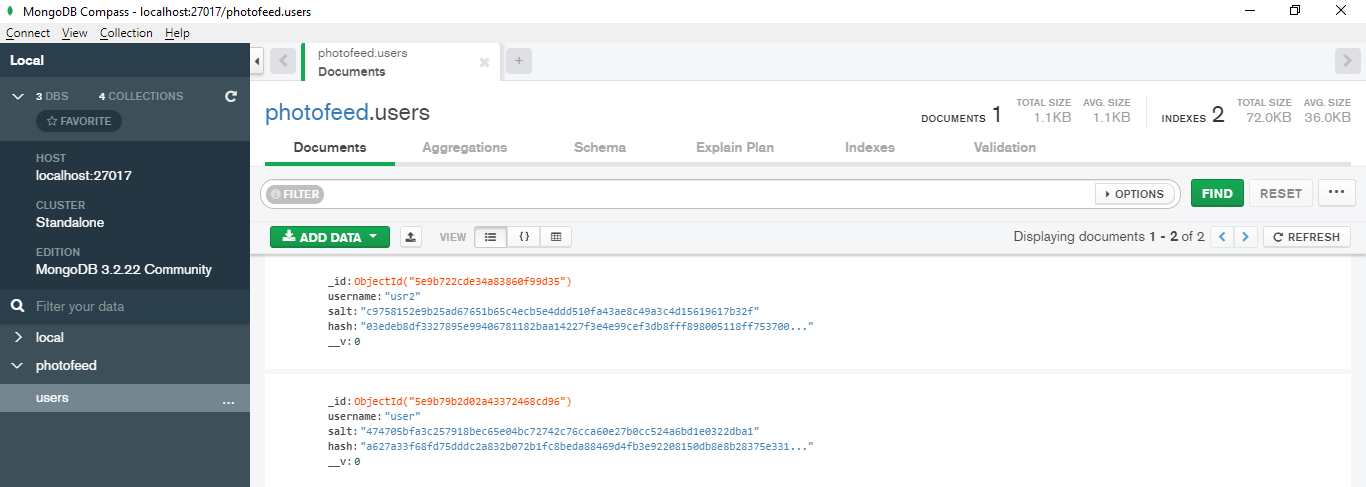 MongoDB Compass - localhost:27017/photofeed.users
Connect View Collection Help
Local
3 DBS 4 COLLECTIONS
FAVORITE
HOST
localhost:27017
CLUSTER
Standalone
EDITION
MongoDB 3.2.22 Community
Filter your data
local
photofeed
users ...
photofeed.users
Documents
photofeed.users
DOCUMENTS 1 TOTAL SIZE 1.1KB AVG. SIZE 1.1KB INDEXES 2 TOTAL SIZE 72.0KB AVG. SIZE 36.0KB
Documents Aggregations Schema Explain Plan Indexes Validation
FILTER OPTIONS FIND RESET ...
ADD DATA VIEW {} Displaying documents 1 - 2 of 2 REFRESH
_id: ObjectId("5e9b722cde34a83860f99d35")
username: "usr2"
salt: "c9758152e9b25ad67651b65c4ecb5e4ddd510fa43ae8c49a3c4d15619617b32f"
hash: "03edeb8df3327895e99406781182baa14227f3e4e99cef3db8fff898005118ff753700..."
__v: 0
_id: ObjectId("5e9b79b2d02a43372468cd96")
username: "user"
salt: "474705bfa3c257918bec65e04bc72742c76cca60e27b0cc524a6bd1e0322dba1"
hash: "a627a33f68fd75dddc2a832b072b1fc8beda88469d4fb3e92208150db8e8b28375e331..."
__v: 0